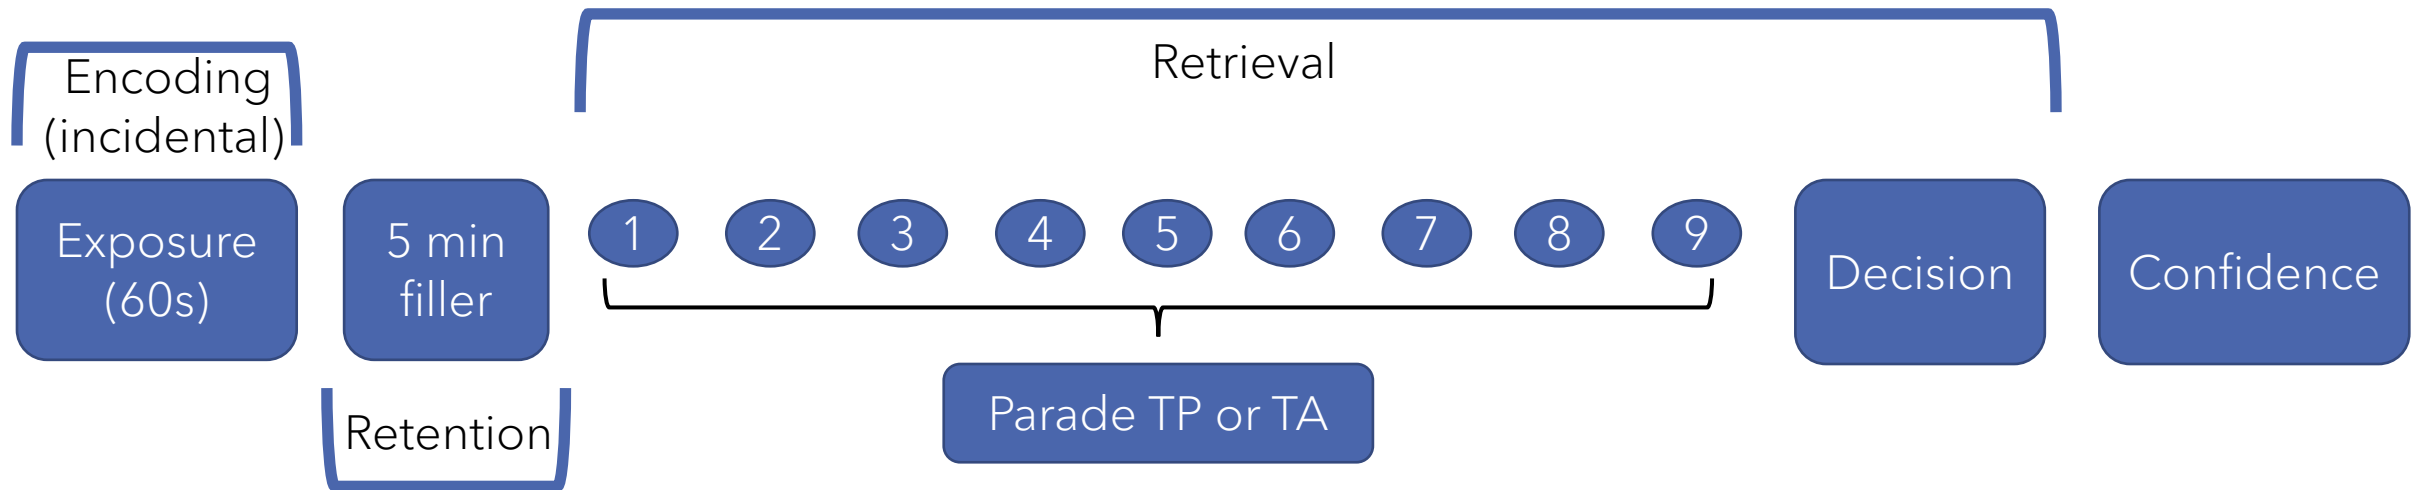 Encoding
(incidental)
Exposure
(60s)
5 min
filler
Retention
Retrieval
1 2 3 4 5 6 7 8 9
Parade TP or TA
Decision
Confidence